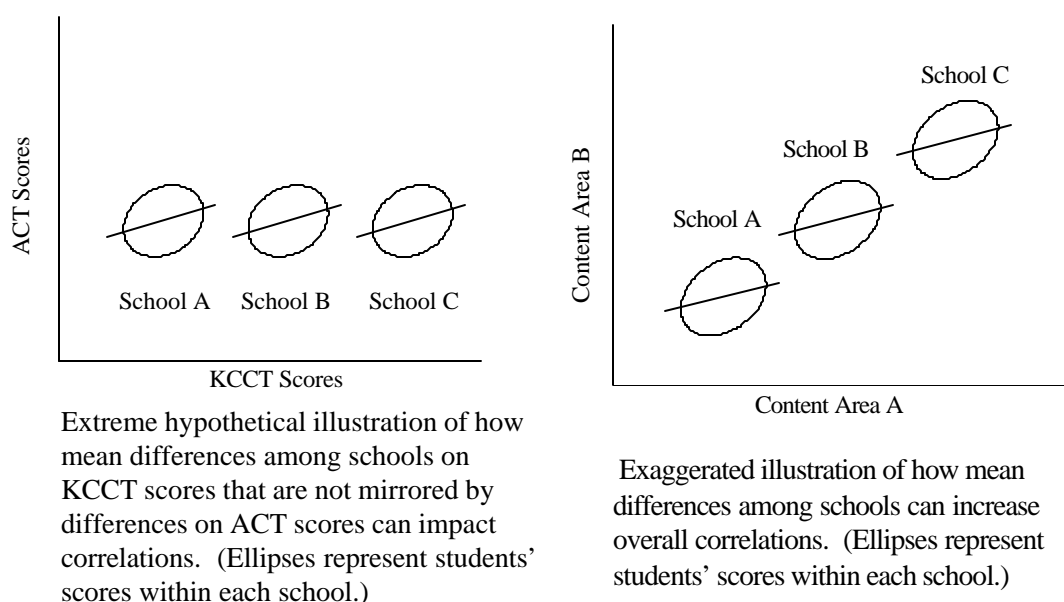 ACT Scores
School A School B School C
KCCT Scores
Extreme hypothetical illustration of how
mean differences among schools on
KCCT scores that are not mirrored by
differences on ACT scores can impact
correlations. (Ellipses represent students’
scores within each school.)
School C
School B
School A
Content Area B
Content Area A
Exaggerated illustration of how mean
differences among schools can increase
overall correlations. (Ellipses represent
students’ scores within each school.)